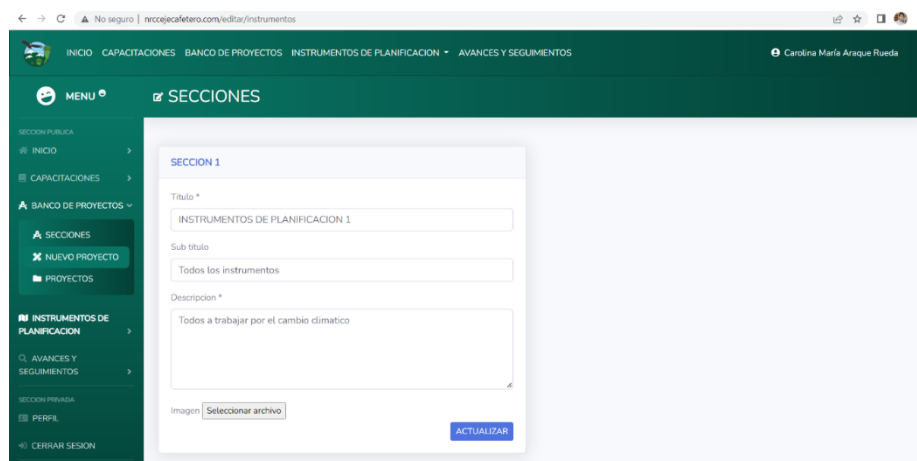 No seguro | nrccejecafetero.com/editar/instrumentos
INICIO CAPACITACIONES BANCO DE PROYECTOS INSTRUMENTOS DE PLANIFICACION AVANCES Y SEGUIMIENTOS Carolina María Araque Rueda
MENU SECCIONES
SECCION PUBLICA
INICIO
CAPACITACIONES
BANCO DE PROYECTOS
SECCIONES
NUEVO PROYECTO
PROYECTOS
INSTRUMENTOS DE
PLANIFICACION
AVANCES Y
SEGUIMIENTOS
SECCION PRIVADA
PERFIL
CERRAR SESION
SECCION 1
Titulo *
INSTRUMENTOS DE PLANIFICACION 1
Sub titulo
Todos los instrumentos
Descripcion *
Todos a trabajar por el cambio climatico
Imagen Seleccionar archivo
ACTUALIZAR